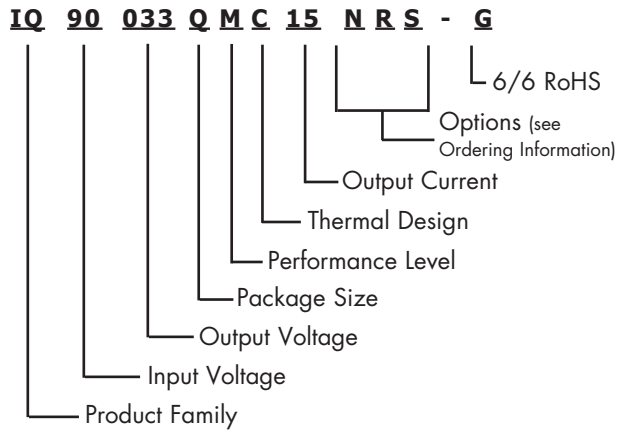 IQ 90 033 Q M C 15 N R S - G
6/6 RoHS
Options (see
Ordering Information)
Output Current
Thermal Design
Performance Level
Package Size
Output Voltage
Input Voltage
Product Family